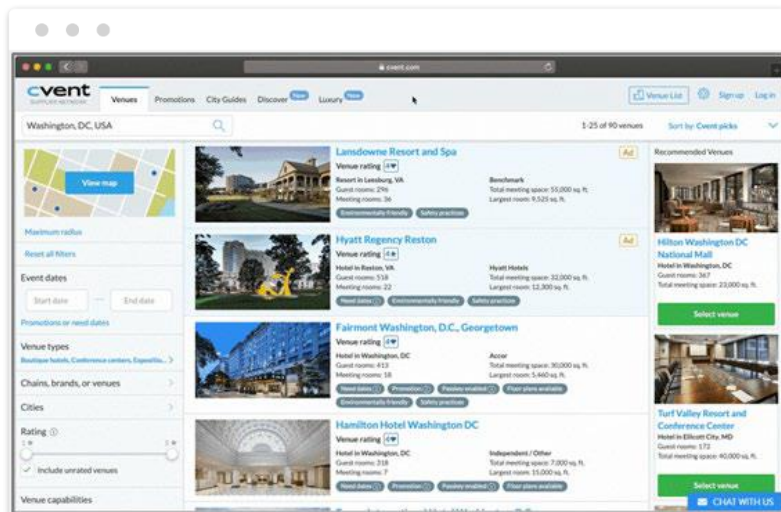 cvent.com
cvent
SUPPLIER NETWORK
Venues
Promotions
City Guides
Discover New
Luxury New
Venue List
Sign up
Log in
Washington, DC, USA
1-25 of 90 venues
Sort by: Cvent picks
View map
Maximum radius
Reset all filters
Event dates
Start date
End date
Promotions or need dates
Venue types
Boutique hotels, Conference centers, Expositio...
Chains, brands, or venues
Cities
Rating
1
5
Include unrated venues
Venue capabilities
Lansdowne Resort and Spa
Ad
Venue rating 4
Resort in Leesburg, VA
Benchmark
Guest rooms: 296
Total meeting space: 55,000 sq. ft.
Meeting rooms: 36
Largest room: 9,525 sq. ft.
Environmentally friendly
Safety practices
Hyatt Regency Reston
Ad
Venue rating 4
Hotel in Reston, VA
Hyatt Hotels
Guest rooms: 518
Total meeting space: 32,000 sq. ft.
Meeting rooms: 22
Largest room: 12,300 sq. ft.
Need dates
Environmentally friendly
Safety practices
Fairmont Washington, D.C., Georgetown
Venue rating 4
Hotel in Washington, DC
Accor
Guest rooms: 413
Total meeting space: 30,000 sq. ft.
Meeting rooms: 18
Largest room: 5,460 sq. ft.
Need dates
Promotion
Passkey enabled
Floor plans available
Environmentally friendly
Safety practices
Hamilton Hotel Washington DC
Venue rating 4
Hotel in Washington, DC
Independent / Other
Guest rooms: 318
Total meeting space: 7,000 sq. ft.
Meeting rooms: 7
Largest room: 15,000 sq. ft.
Need dates
Promotion
Passkey enabled
Floor plans available
Recommended Venues
Hilton Washington DC
National Mall
Hotel in Washington, DC
Guest rooms: 367
Total meeting space: 23,000 sq. ft.
Select venue
Turf Valley Resort and
Conference Center
Hotel in Ellicott City, MD
Guest rooms: 172
Total meeting space: 40,000 sq. ft.
Select venue
CHAT WITH US